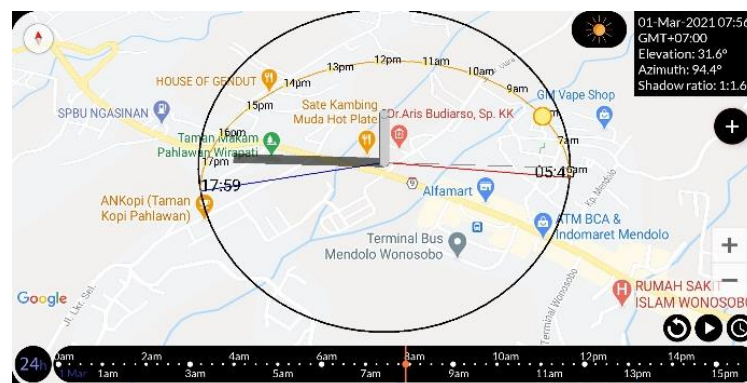 01-Mar-2021 07:56
GMT+07:00
Elevation: 31.6°
Azimuth: 94.4°
Shadow ratio: 1:1.6
12pm
13pm
11am
10am
14pm
9am
15pm
16pm
7am
17pm
6am
HOUSE OF GENDUT
SPBU NGASINAN
Sate Kambing
Muda Hot Plate
Dr.Aris Budiarso, Sp. KK
GM Vape Shop
Taman Makam
Pahlawan Wirapati
17:59
05:4
ANKopi (Taman
Kopi Pahlawan)
Alfamart
Kp. Mendolo
ATM BCA &
Indomaret Mendolo
Terminal Bus
Mendolo Wonosobo
Terminal Wonosobo
RUMAH SAKIT
ISLAM WONOSOBO
Google
Jl. Lkr. Sel.
24h
0am 2am 4am 6am 8am 10am 12pm 14pm
1 Mar 1am 3am 5am 7am 9am 11am 13pm 15pm